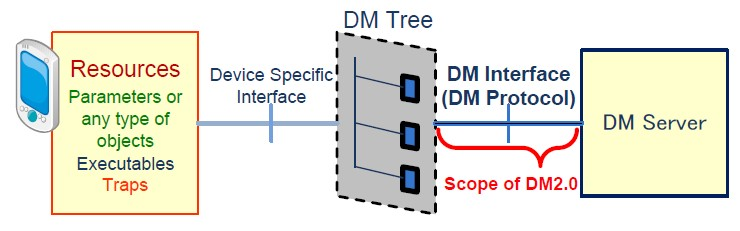 DM Tree
Resources
Parameters or
any type of
objects
Executables
Traps
Device Specific
Interface
DM Interface
(DM Protocol)
Scope of DM2.0
DM Server